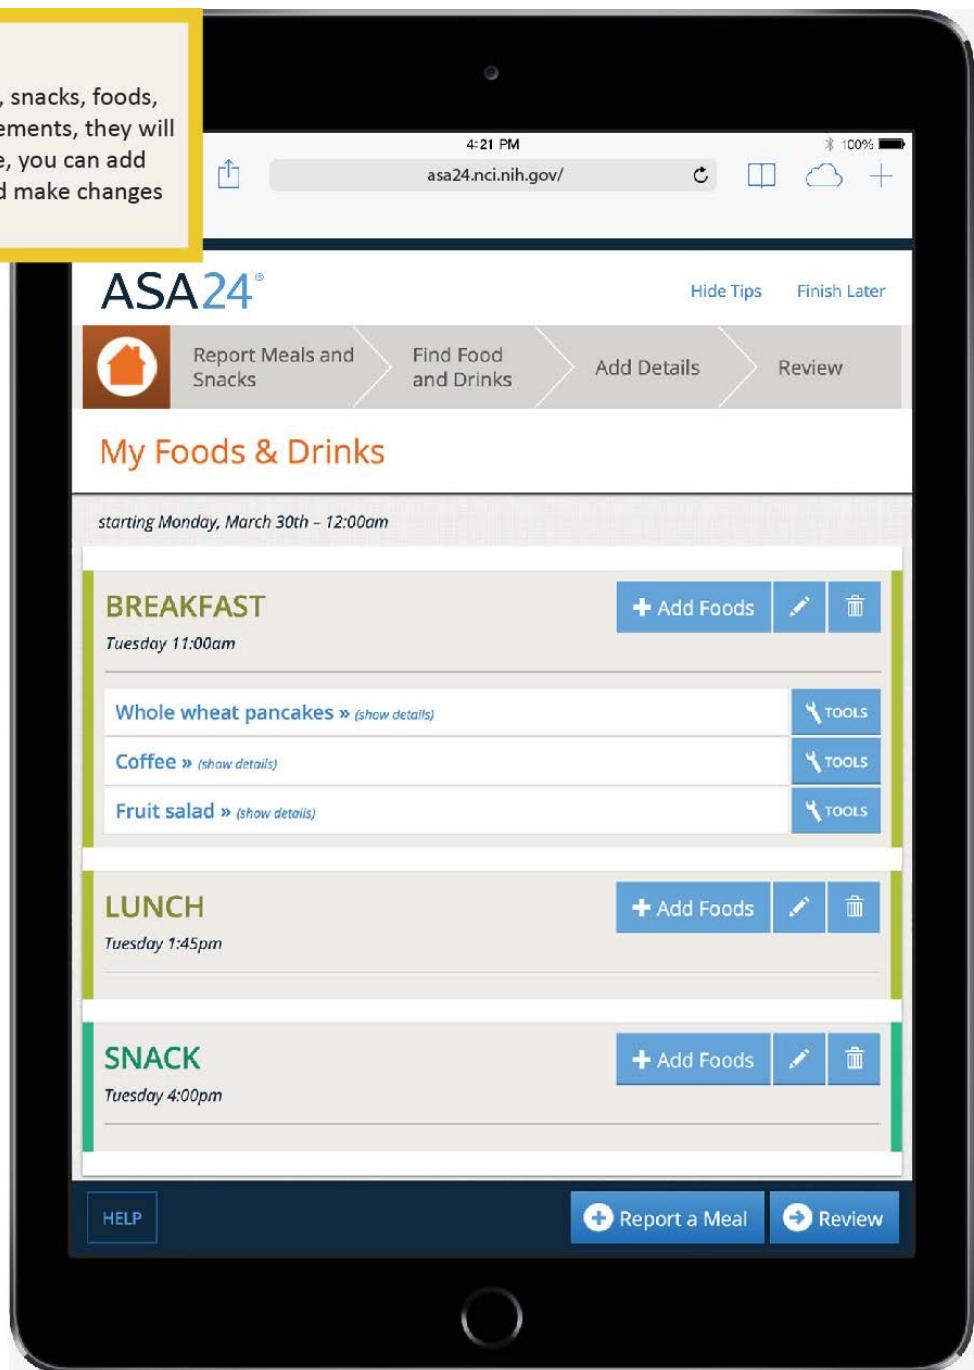 , snacks, foods,
ements, they will
e, you can add
d make changes
4:21 PM
100%
asa24.nci.nih.gov/
ASA24®
Hide Tips
Finish Later
Report Meals and
Snacks
Find Food
and Drinks
Add Details
Review
My Foods & Drinks
starting Monday, March 30th – 12:00am
BREAKFAST
+ Add Foods
Tuesday 11:00am
Whole wheat pancakes » (show details)
TOOLS
Coffee » (show details)
TOOLS
Fruit salad » (show details)
TOOLS
LUNCH
+ Add Foods
Tuesday 1:45pm
SNACK
+ Add Foods
Tuesday 4:00pm
HELP
Report a Meal
Review